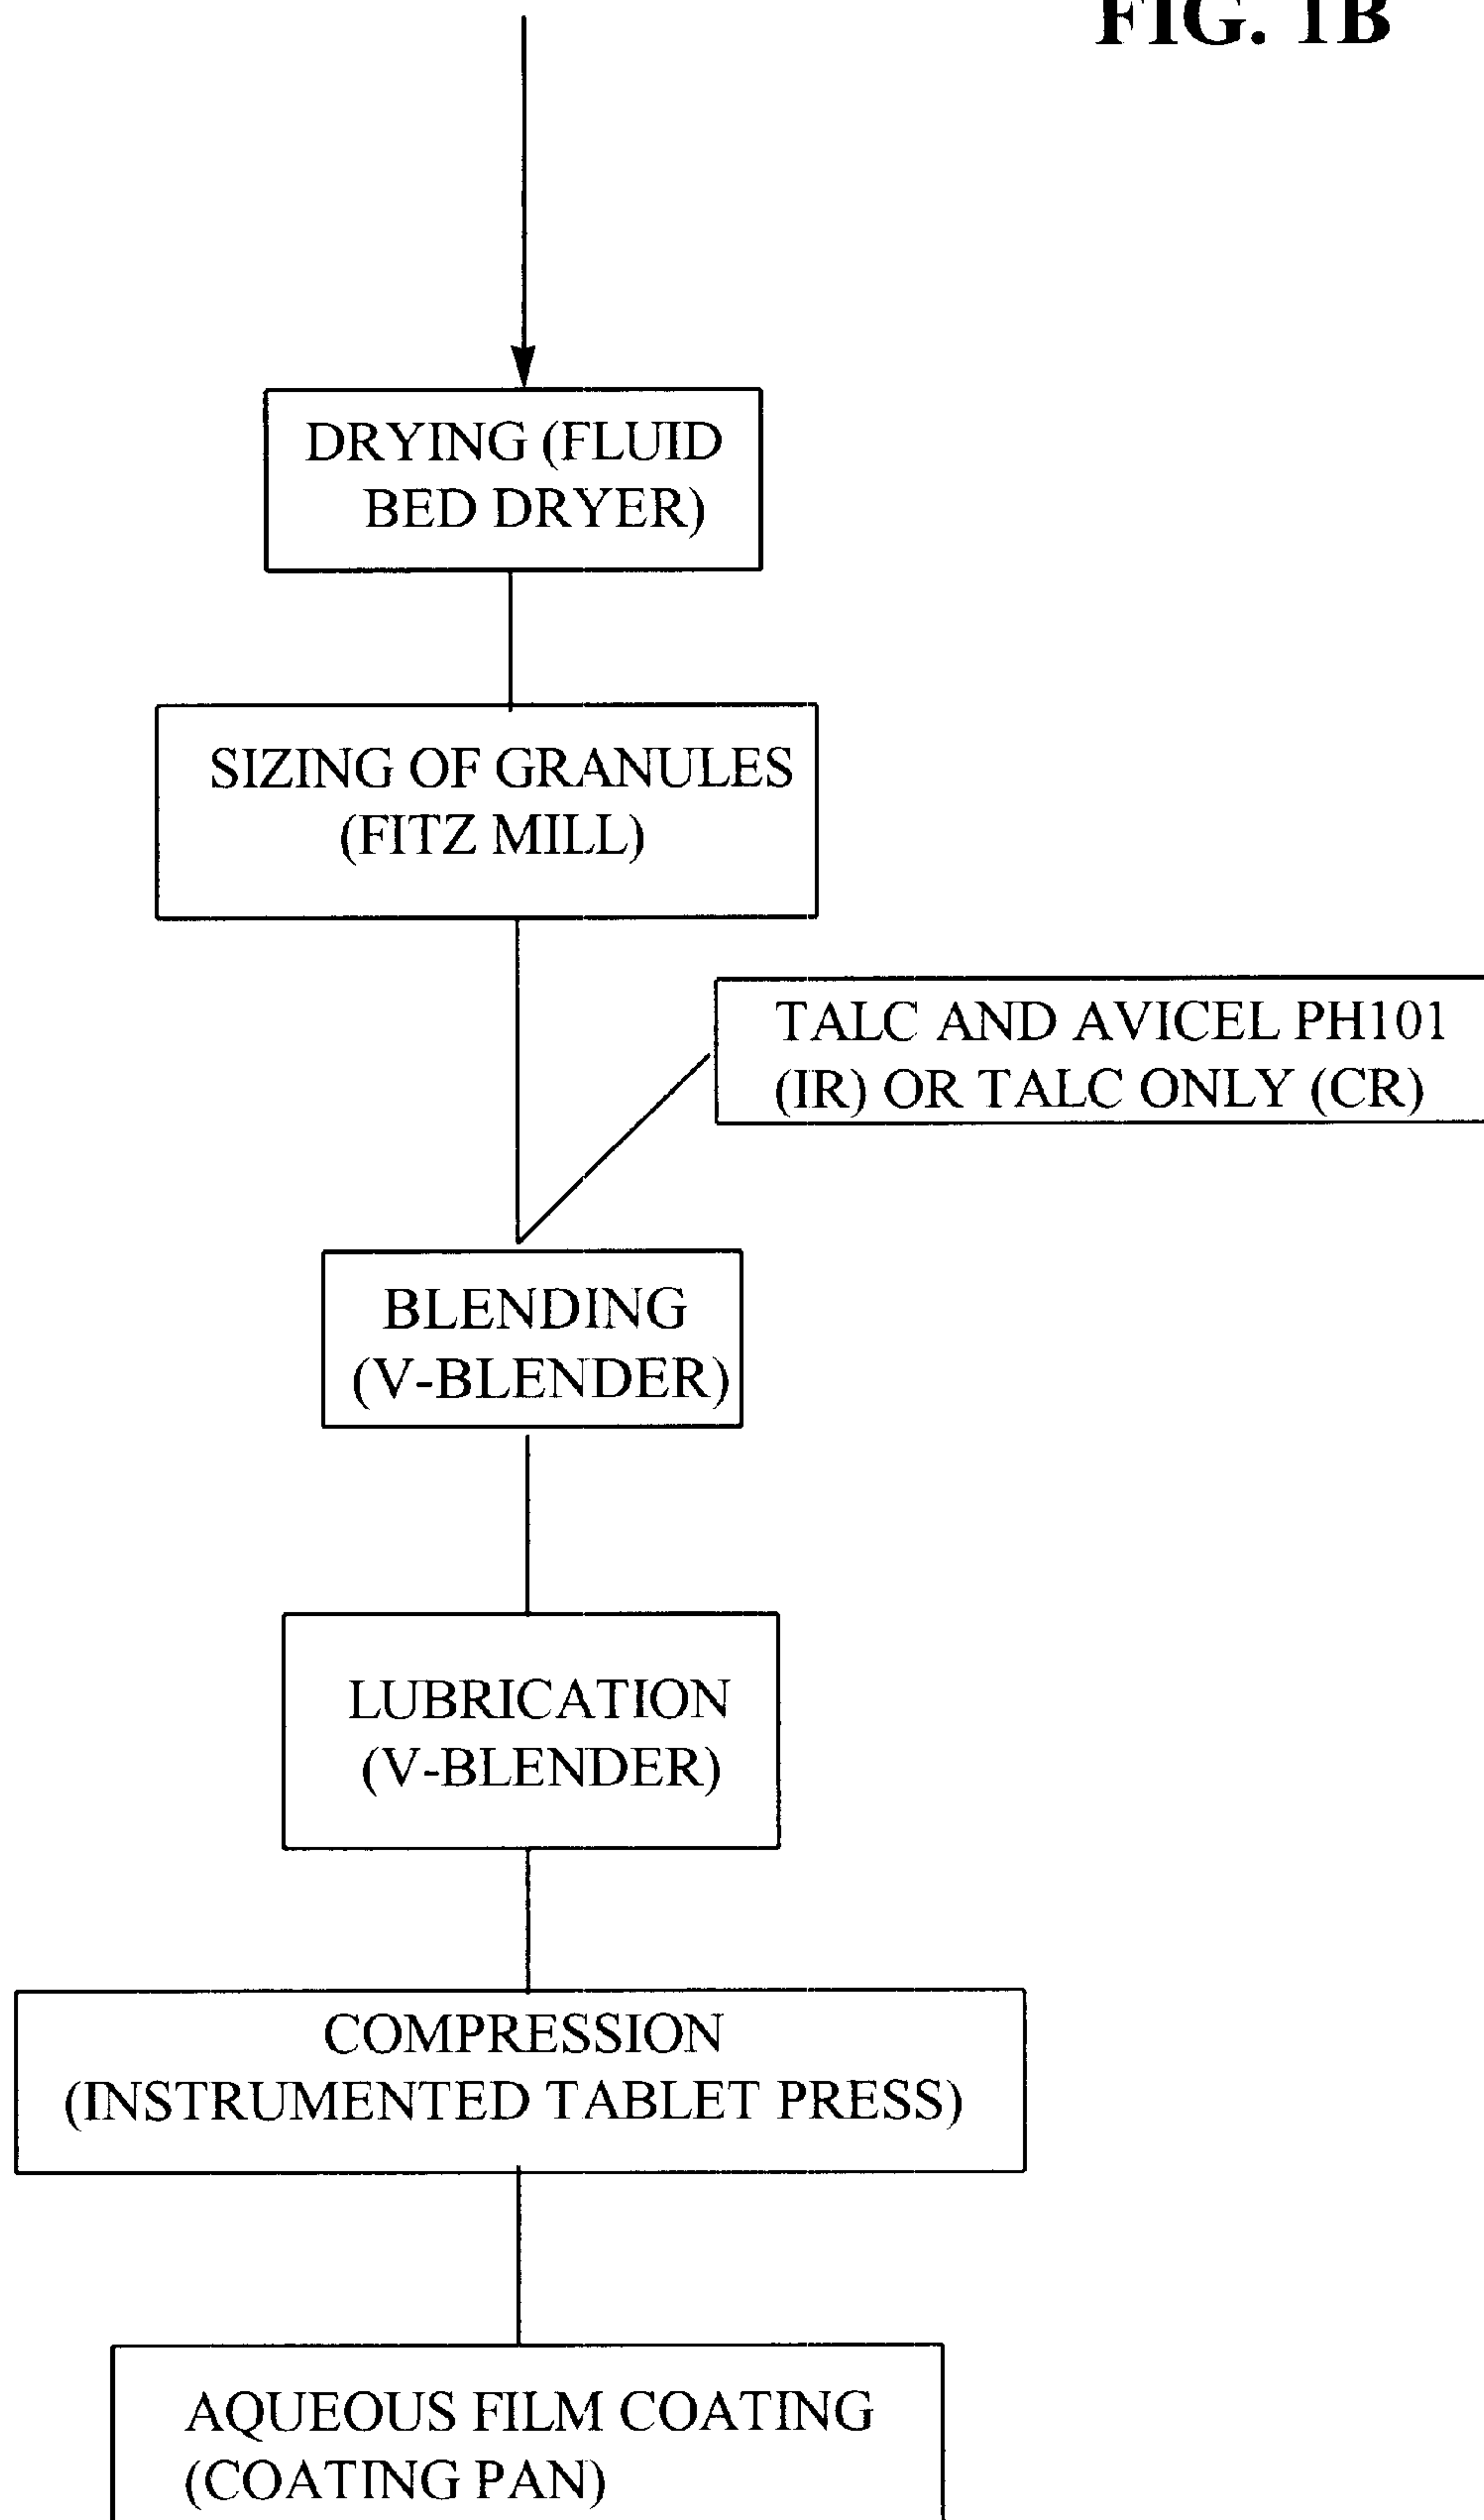 FIG. 1B
DRYING (FLUID
BED DRYER)
SIZING OF GRANULES
(FITZ MILL)
TALC AND AVICEL PH101
(IR) OR TALC ONLY (CR)
BLENDING
(V-BLENDER)
LUBRICATION
(V-BLENDER)
COMPRESSION
(INSTRUMENTED TABLET PRESS)
AQUEOUS FILM COATING
(COATING PAN)